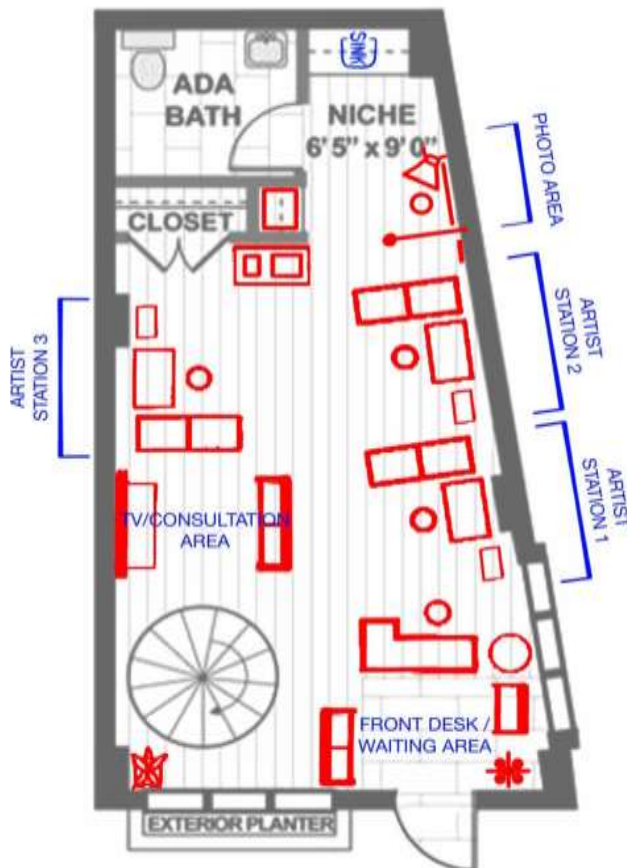 SINK
ADA
BATH
NICHE
6'5" x 9'0"
PHOTO AREA
CLOSET
ARTIST
STATION 2
ARTIST
STATION 3
ARTIST
STATION 1
TV/CONSULTATION
AREA
FRONT DESK /
WAITING AREA
EXTERIOR PLANTER